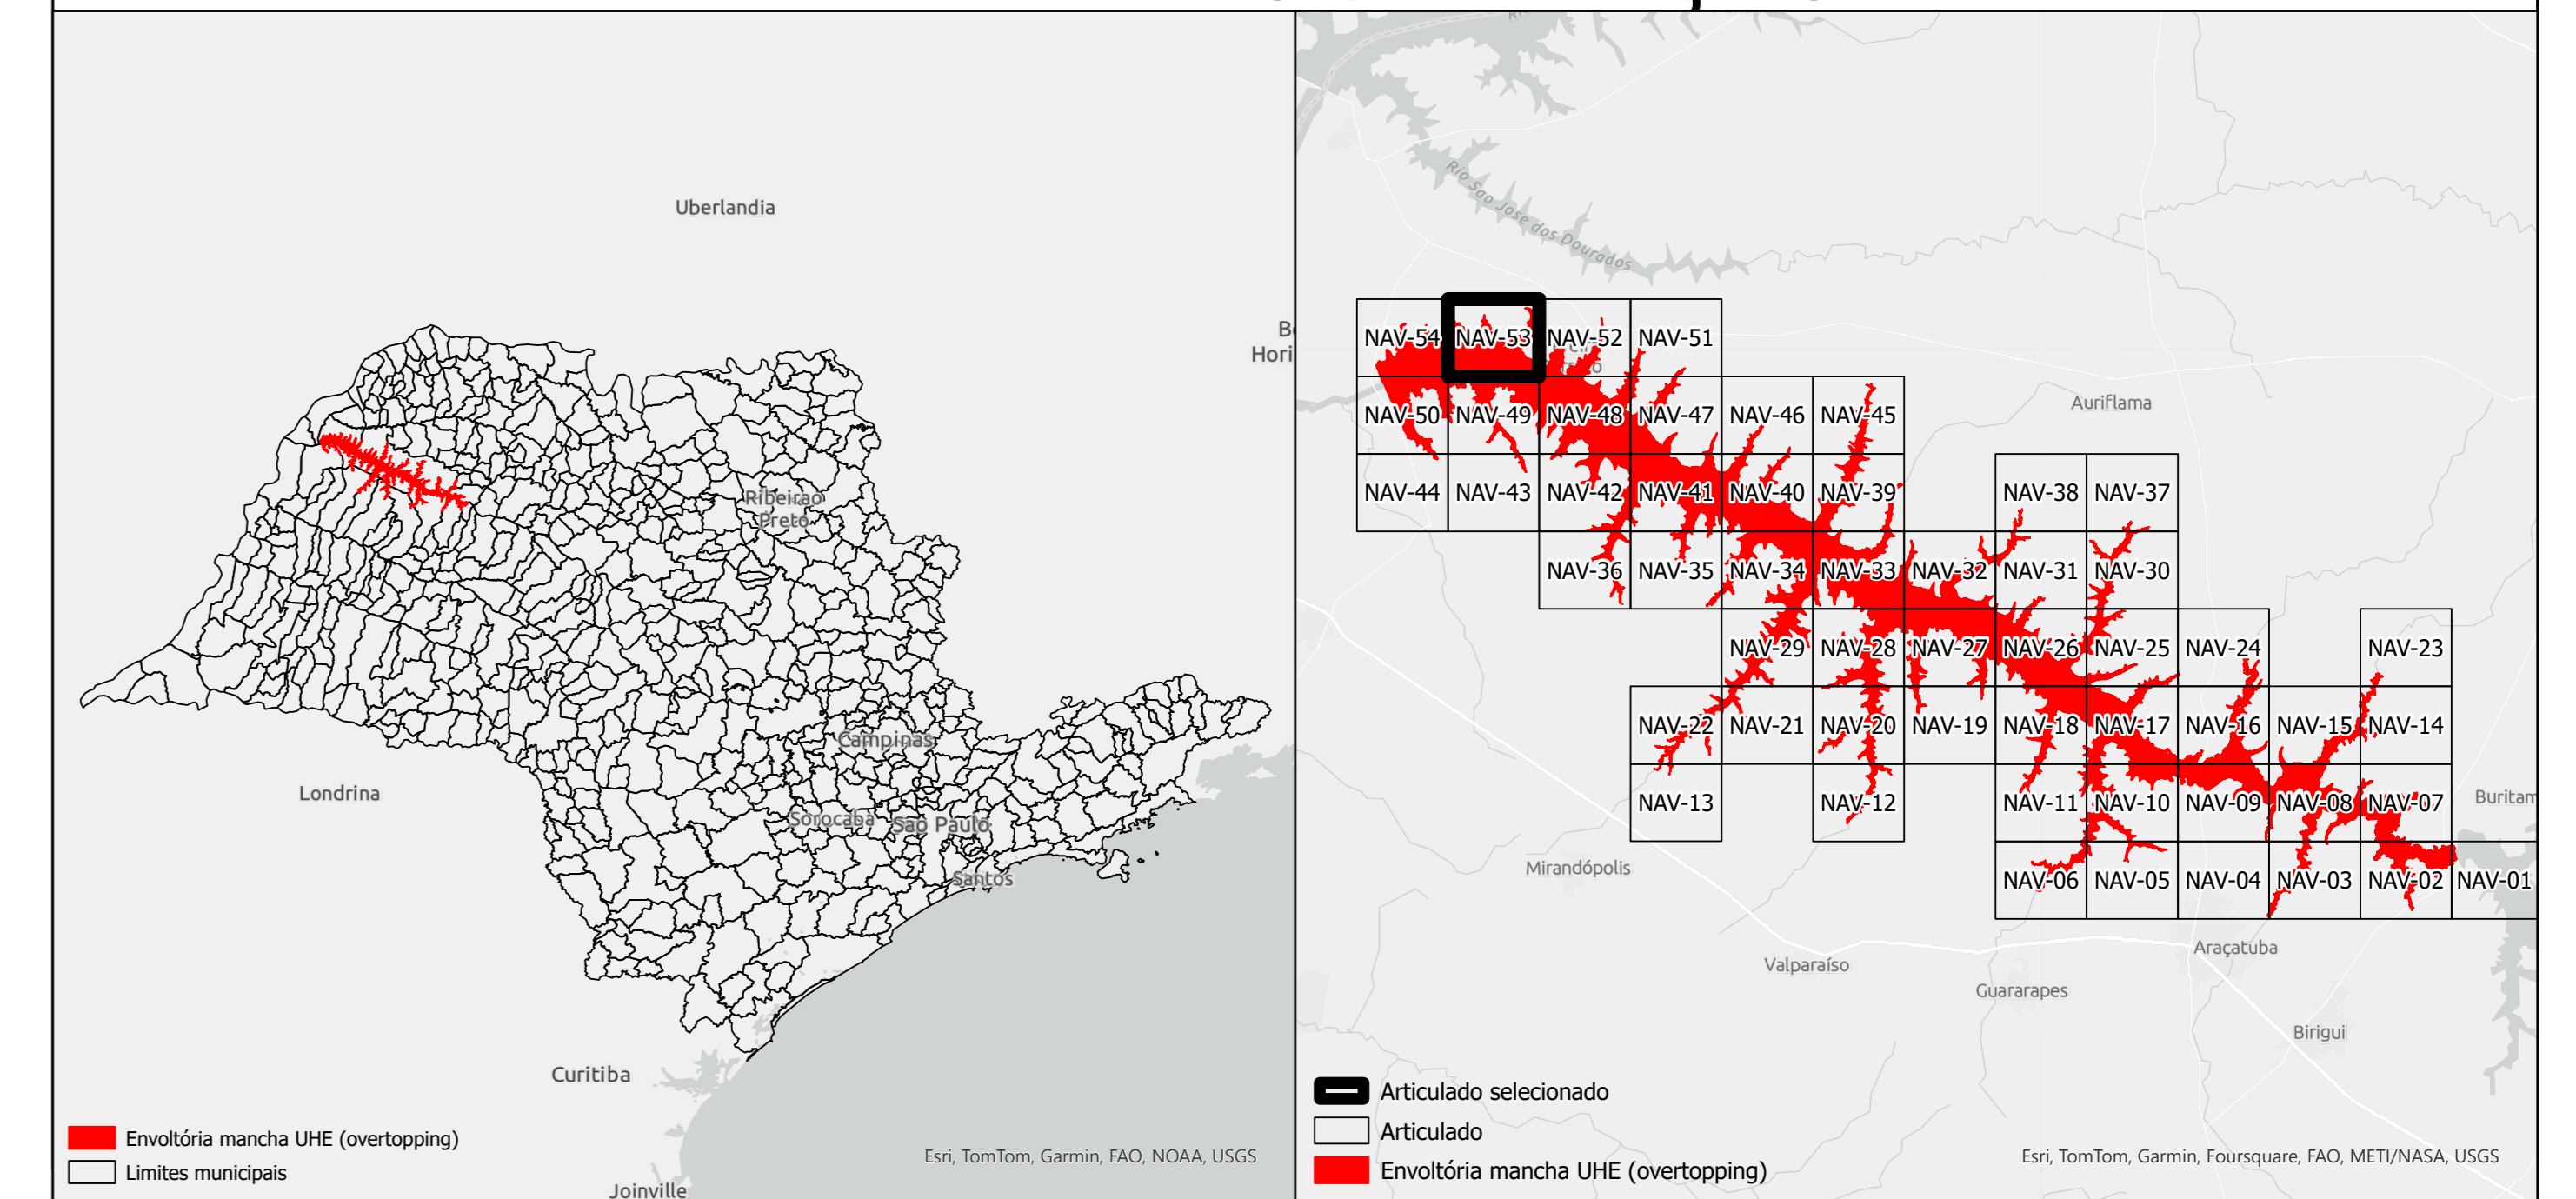 Uberlandia
Ribeirao
Preto
Campinas
Sorocaba
Sao Paulo
Santos
Londrina
Curitiba
Joinville
Envoltória mancha UHE (overtopping)
Limites municipais
Esri, TomTom, Garmin, FAO, NOAA, USGS
Rio Sao Jose dos Dourados
NAV-54 NAV-53 NAV-52 NAV-51
NAV-50 NAV-49 NAV-48 NAV-47 NAV-46 NAV-45
Auriflama
NAV-44 NAV-43 NAV-42 NAV-41 NAV-40 NAV-39 NAV-38 NAV-37
NAV-36 NAV-35 NAV-34 NAV-33 NAV-32 NAV-31 NAV-30
NAV-29 NAV-28 NAV-27 NAV-26 NAV-25 NAV-24 NAV-23
NAV-22 NAV-21 NAV-20 NAV-19 NAV-18 NAV-17 NAV-16 NAV-15 NAV-14
NAV-13 NAV-12 NAV-11 NAV-10 NAV-09 NAV-08 NAV-07
Buritam
Mirandópolis
NAV-06 NAV-05 NAV-04 NAV-03 NAV-02 NAV-01
Araçatuba
Valparaíso
Guararapes
Birigui
Articulado selecionado
Articulado
Envoltória mancha UHE (overtopping)
Esri, TomTom, Garmin, Foursquare, FAO, METI/NASA, USGS